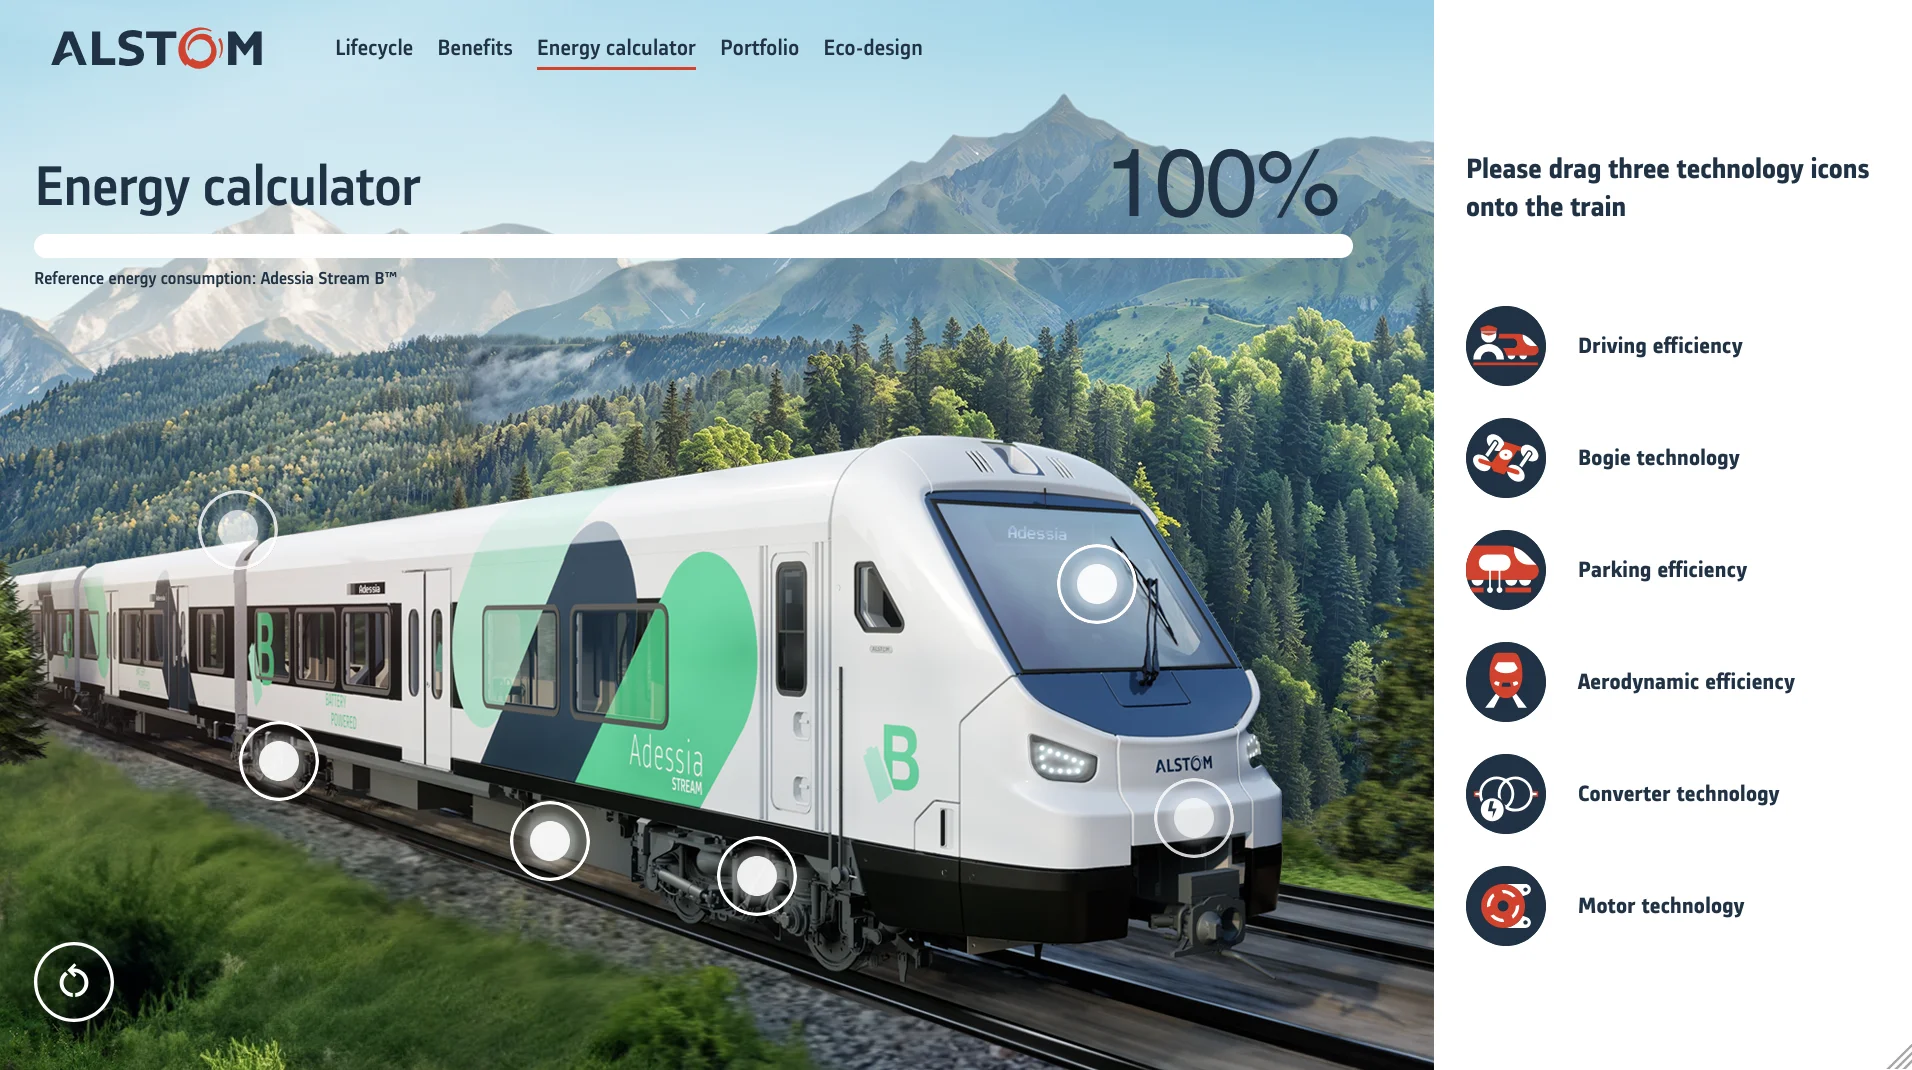 ALSTOM
Lifecycle Benefits Energy calculator Portfolio Eco-design
Energy calculator
100%
Reference energy consumption: Adessia Stream B™
Please drag three technology icons
onto the train
Driving efficiency
Bogie technology
Parking efficiency
Aerodynamic efficiency
Converter technology
Motor technology
Adessia
Adessia
B
BATTERY
POWERED
Adessia
STREAM
B
ALSTOM